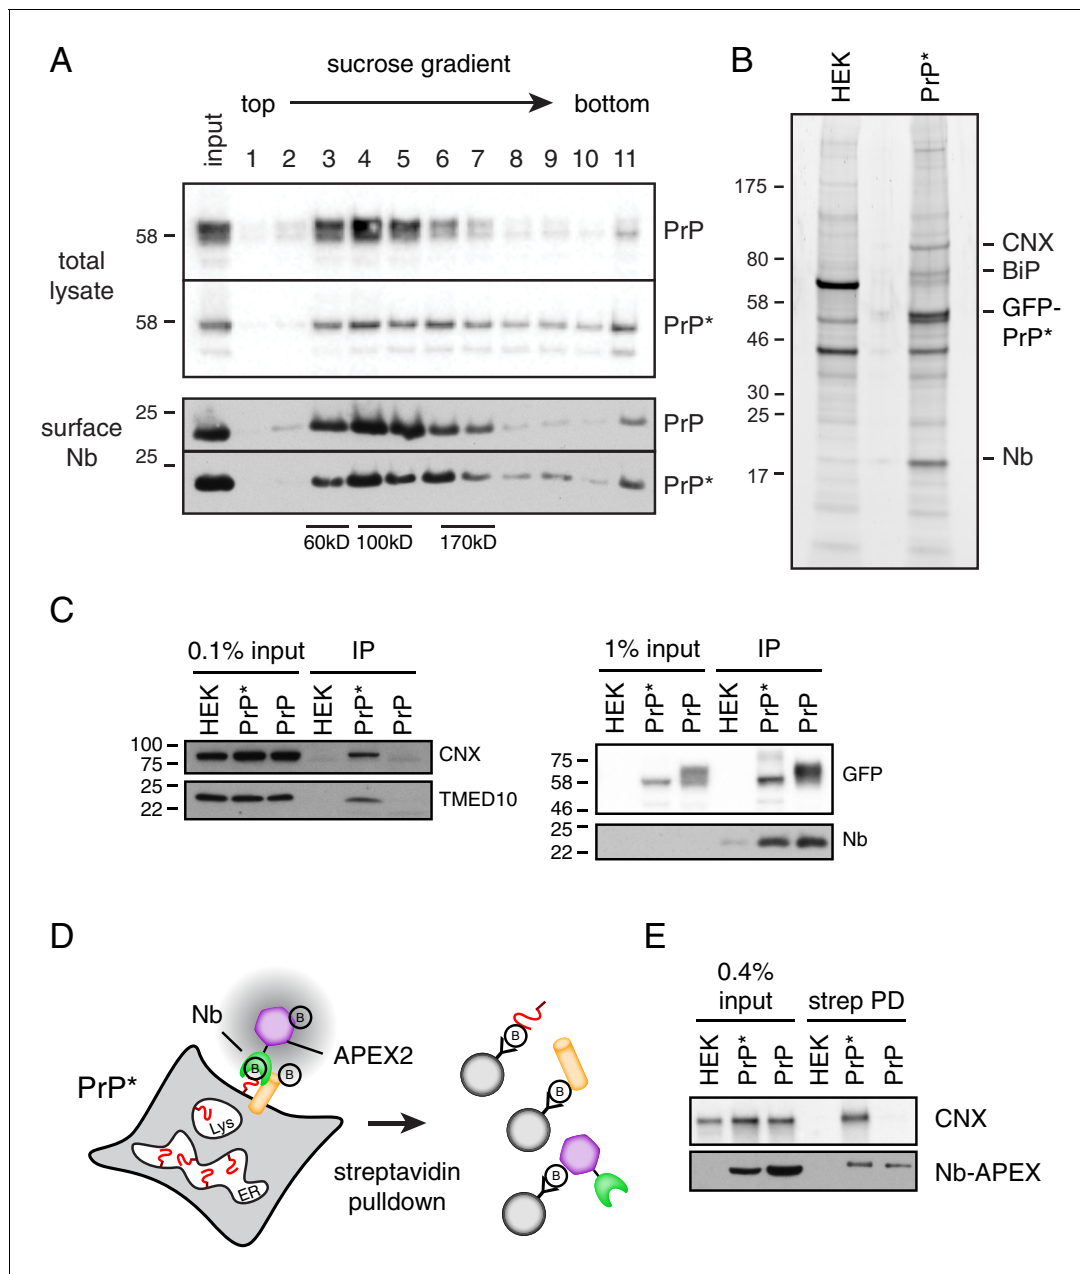 A
sucrose gradient
top
bottom
input 1 2 3 4 5 6 7 8 9 10 11
total
lysate
58
PrP
58
PrP*
surface
Nb
25
PrP
25
PrP*
60kD 100kD 170kD
B
HEK PrP*
175
80
58
46
30
25
17
CNX
BiP
GFP-
PrP*
Nb
C
0.1% input IP
HEK PrP* PrP HEK PrP* PrP
100
75
CNX
25
22
TMED10
1% input IP
HEK PrP* PrP HEK PrP* PrP
75
58
46
GFP
25
22
Nb
D
Nb
B
APEX2
B
B
PrP*
Lys
ER
streptavidin
pulldown
B
B
B
E
0.4%
input
strep PD
HEK PrP* PrP HEK PrP* PrP
CNX
Nb-APEX